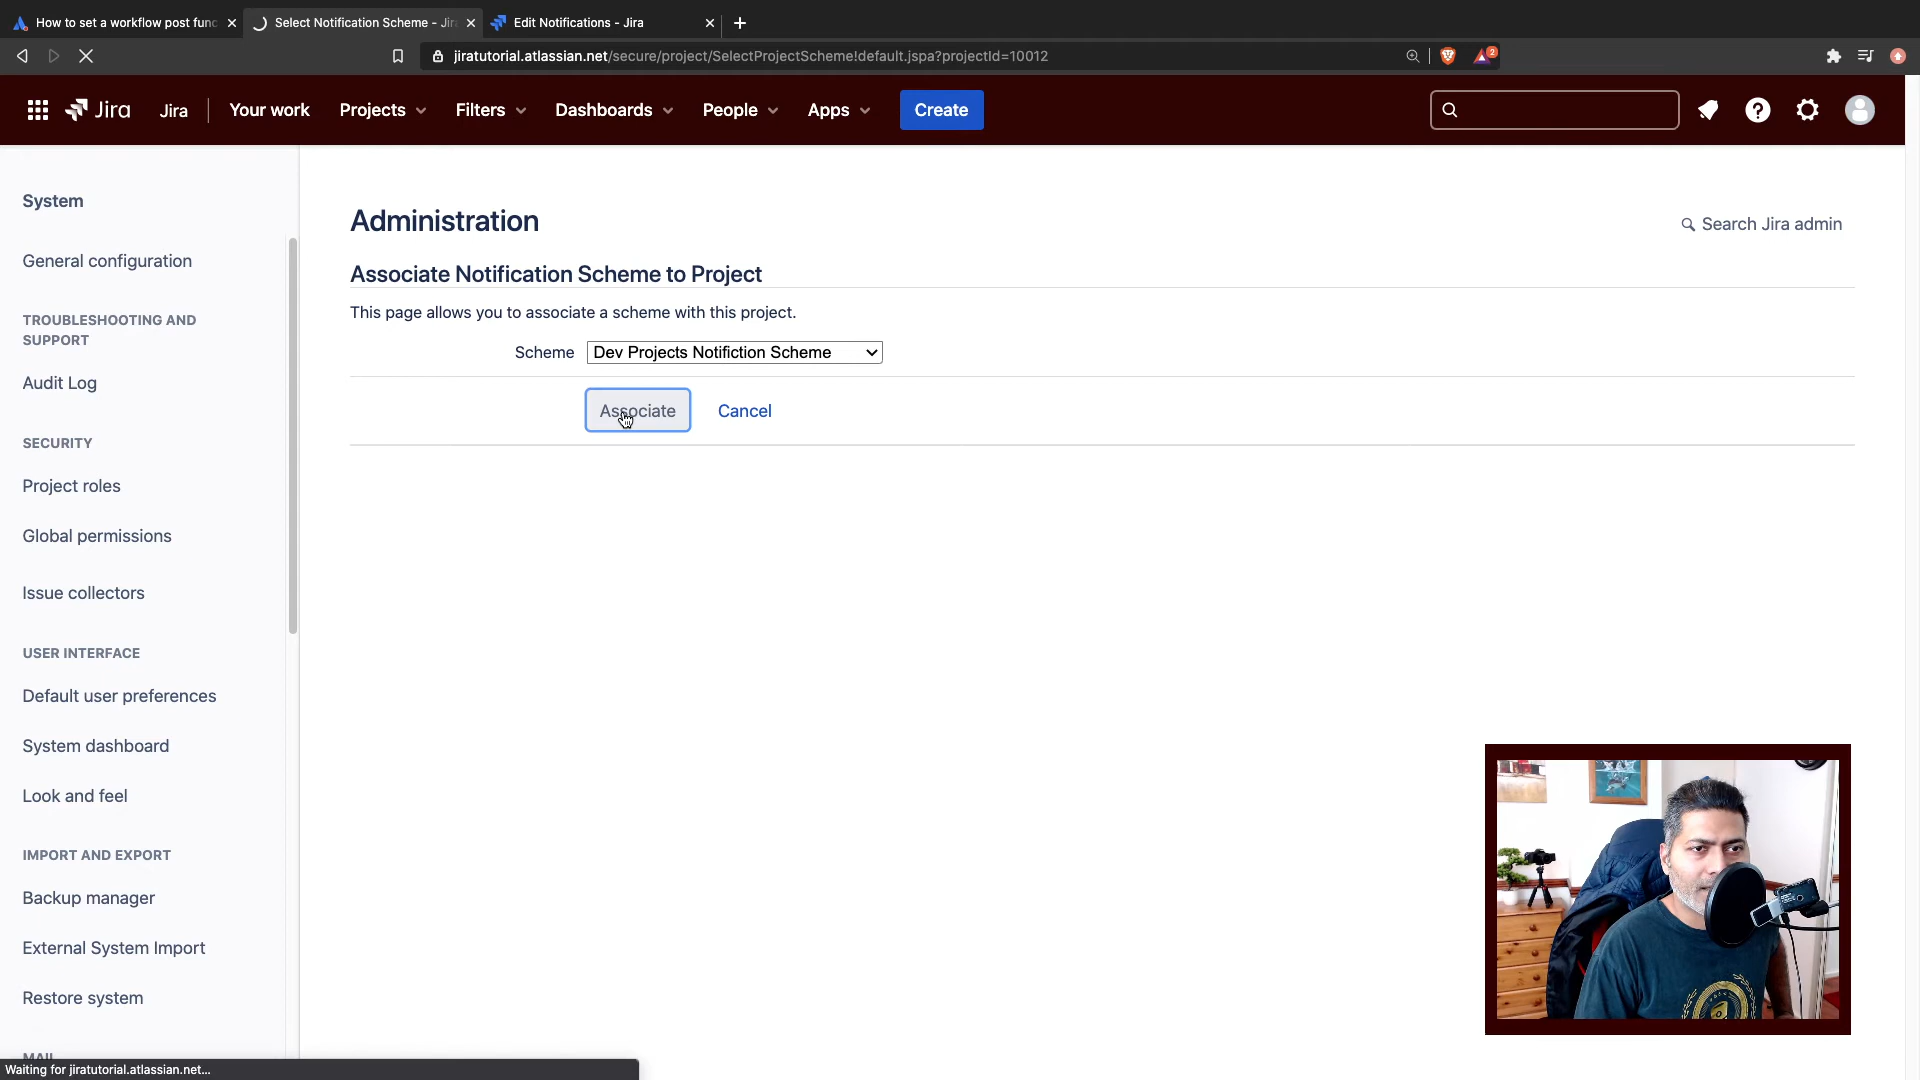 How to set a workflow post func
Select Notification Scheme - Jir
Edit Notifications - Jira
jiratutorial.atlassian.net/secure/project/SelectProjectScheme!default.jspa?projectId=10012
2
Jira
Jira
Your work
Projects
Filters
Dashboards
People
Apps
Create
System
General configuration
TROUBLESHOOTING AND
SUPPORT
Audit Log
SECURITY
Project roles
Global permissions
Issue collectors
USER INTERFACE
Default user preferences
System dashboard
Look and feel
IMPORT AND EXPORT
Backup manager
External System Import
Restore system
MAIL
Waiting for jiratutorial.atlassian.net...
Administration
Search Jira admin
Associate Notification Scheme to Project
This page allows you to associate a scheme with this project.
Scheme
Dev Projects Notifiction Scheme
Associate
Cancel